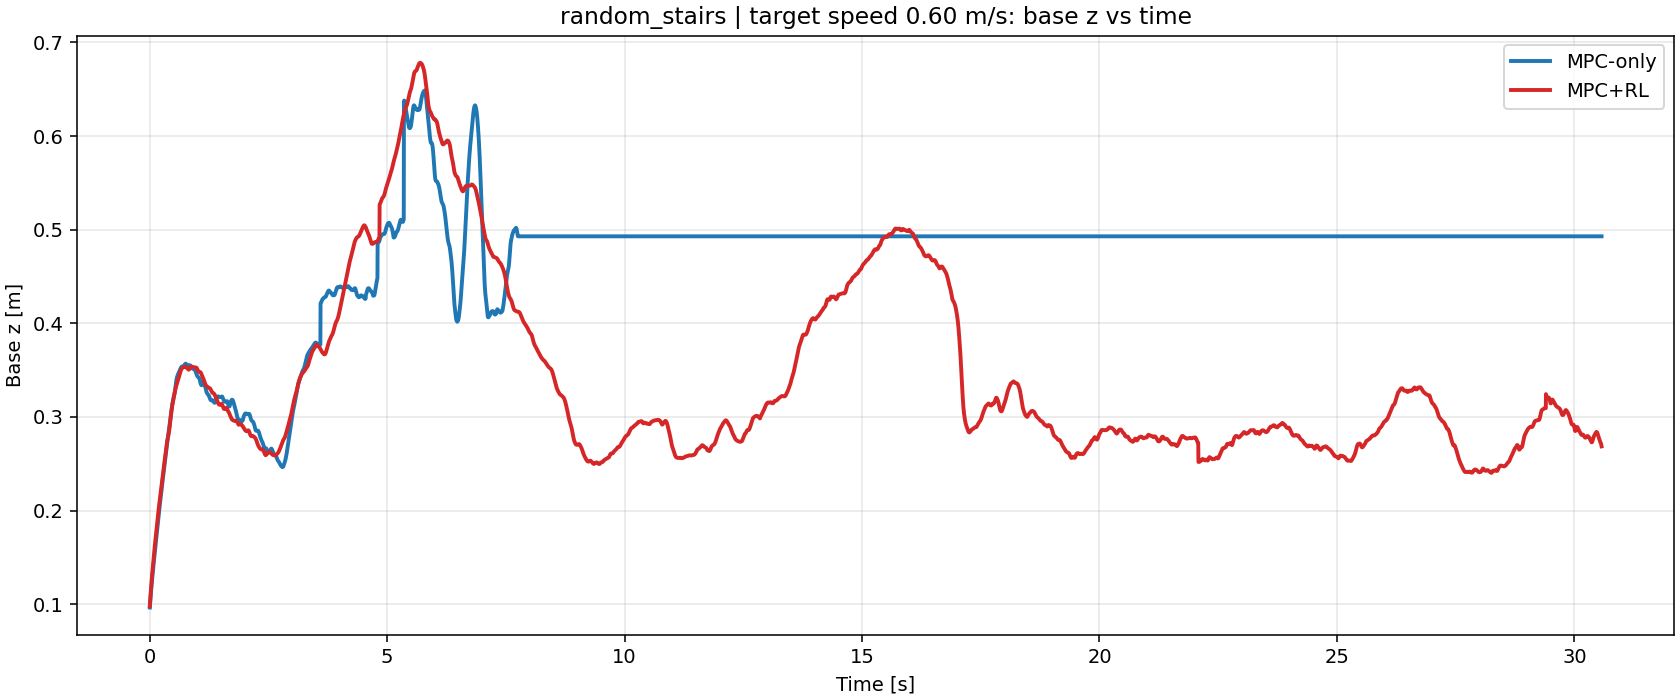 random_stairs | target speed 0.60 m/s: base z vs time
MPC-only
MPC+RL
Base z [m]
0.7
0.6
0.5
0.4
0.3
0.2
0.1
0
5
10
15
20
25
30
Time [s]